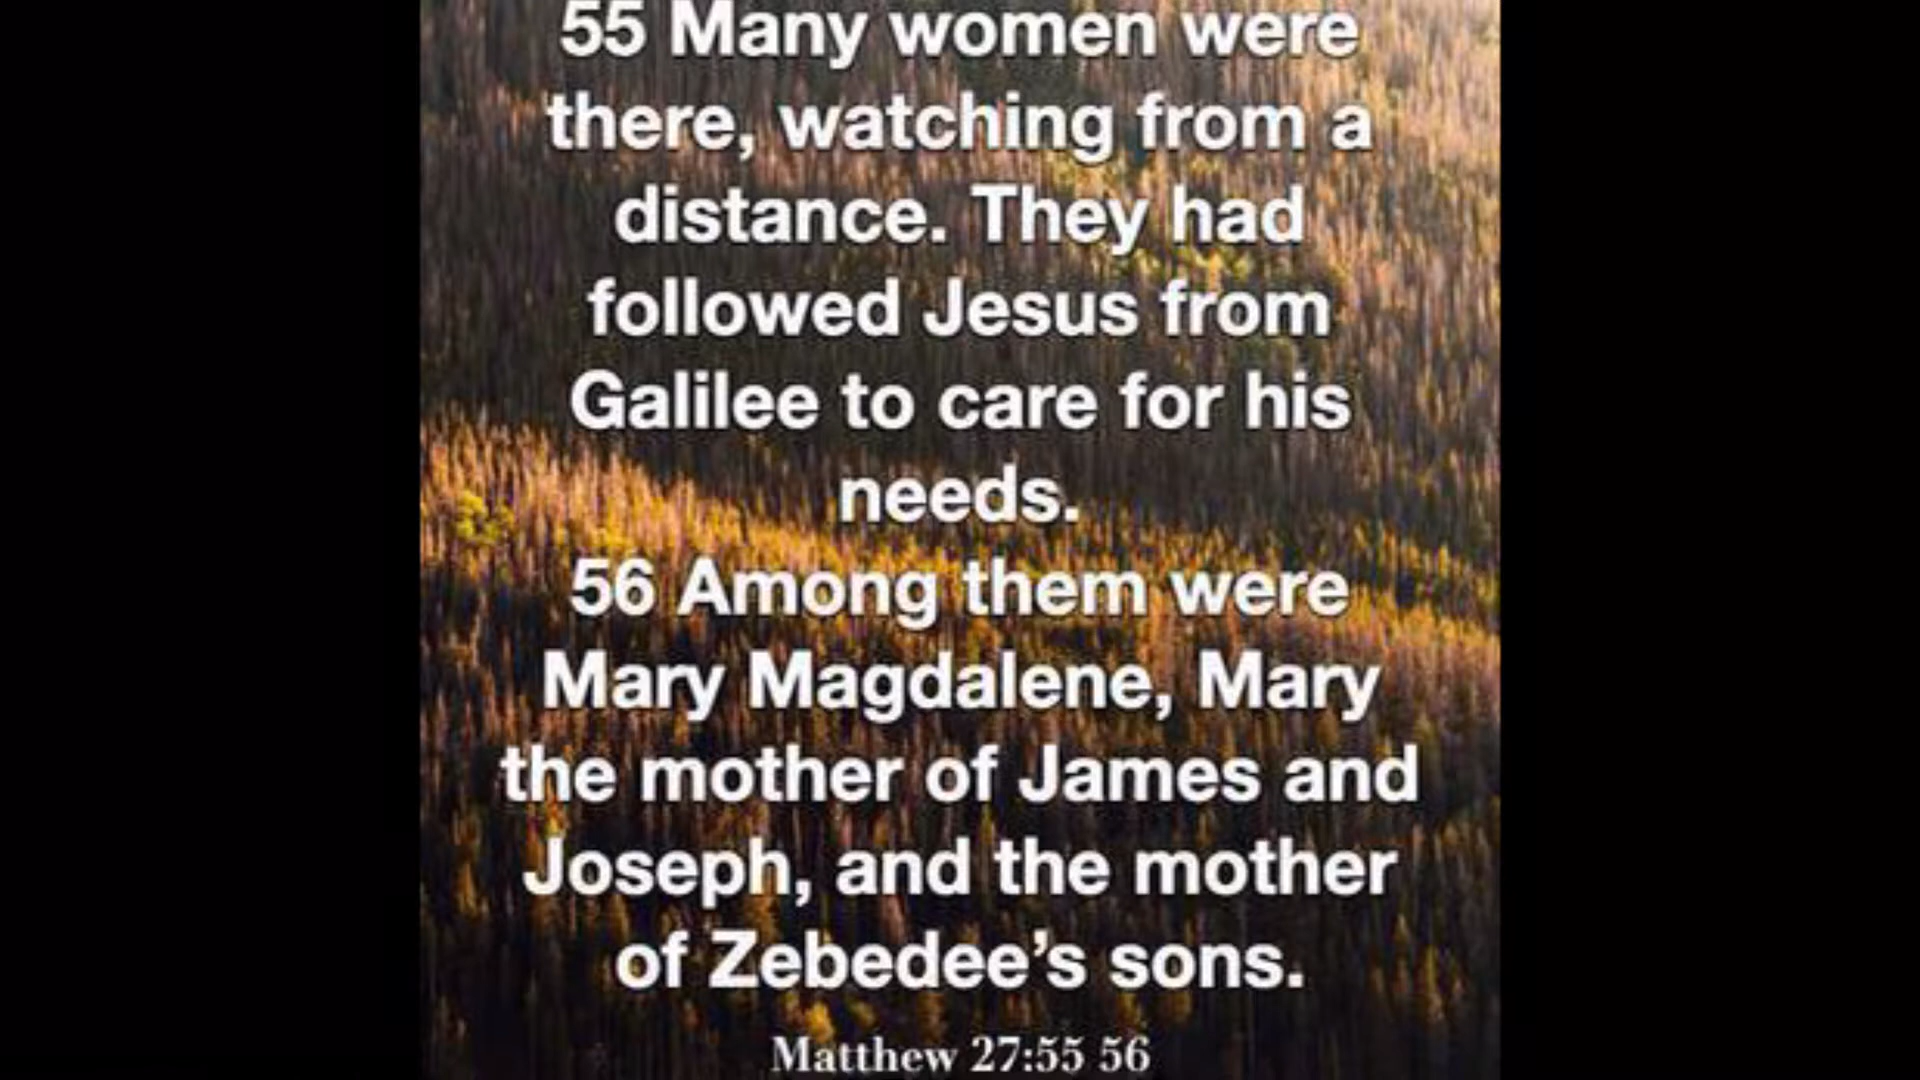 55 Many women were
there, watching from a
distance. They had
followed Jesus from
Galilee to care for his
needs.
56 Among them were
Mary Magdalene, Mary
the mother of James and
Joseph, and the mother
of Zebedee’s sons.
Matthew 27:55 56